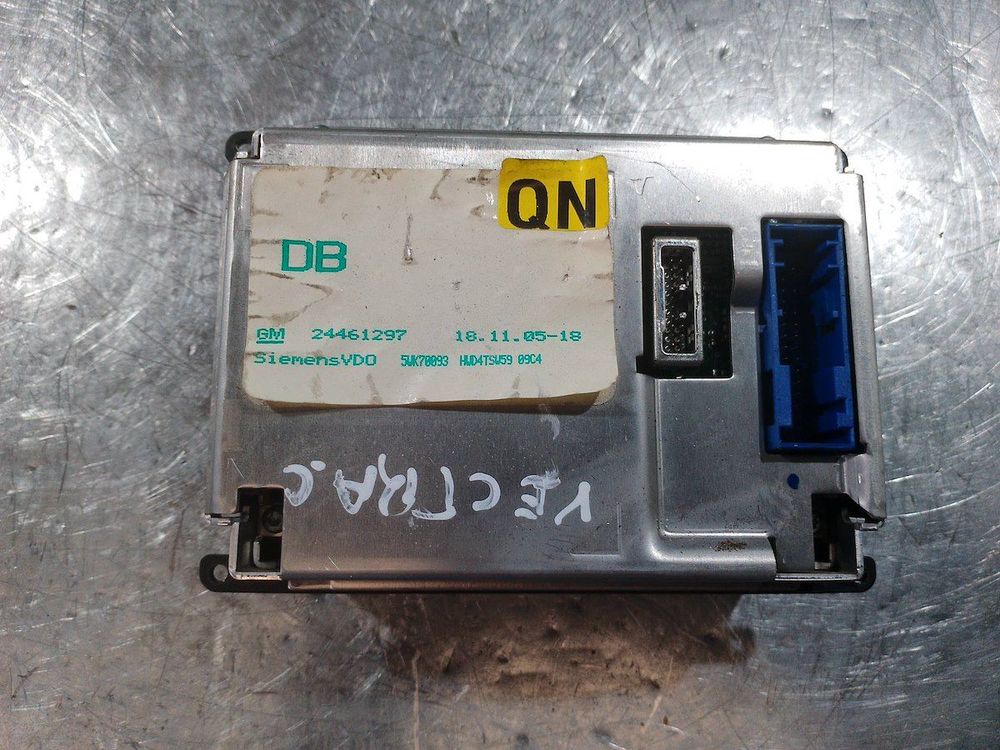 QN
DB
GM 24461297 18.11.05-18
SiemensVDO 5WK70093 HWD4TSW59 09C4
VECTRA.C